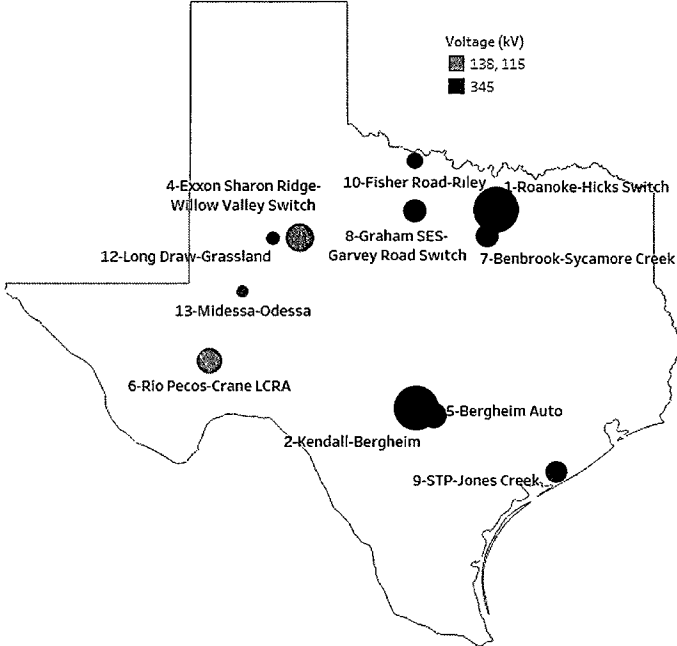 Voltage (kV)
138, 115
345
10-Fisher Road-Riley
1-Roanoke-Hicks Switch
4-Exxon Sharon Ridge-
Willow Valley Switch
8-Graham SES-
Garvey Road Switch
12-Long Draw-Grassland
7-Benbrook-Sycamore Creek
13-Midessa-Odessa
6-Rio Pecos-Crane LCRA
5-Bergheim Auto
2-Kendall-Bergheim
9-STP-Jones Creek